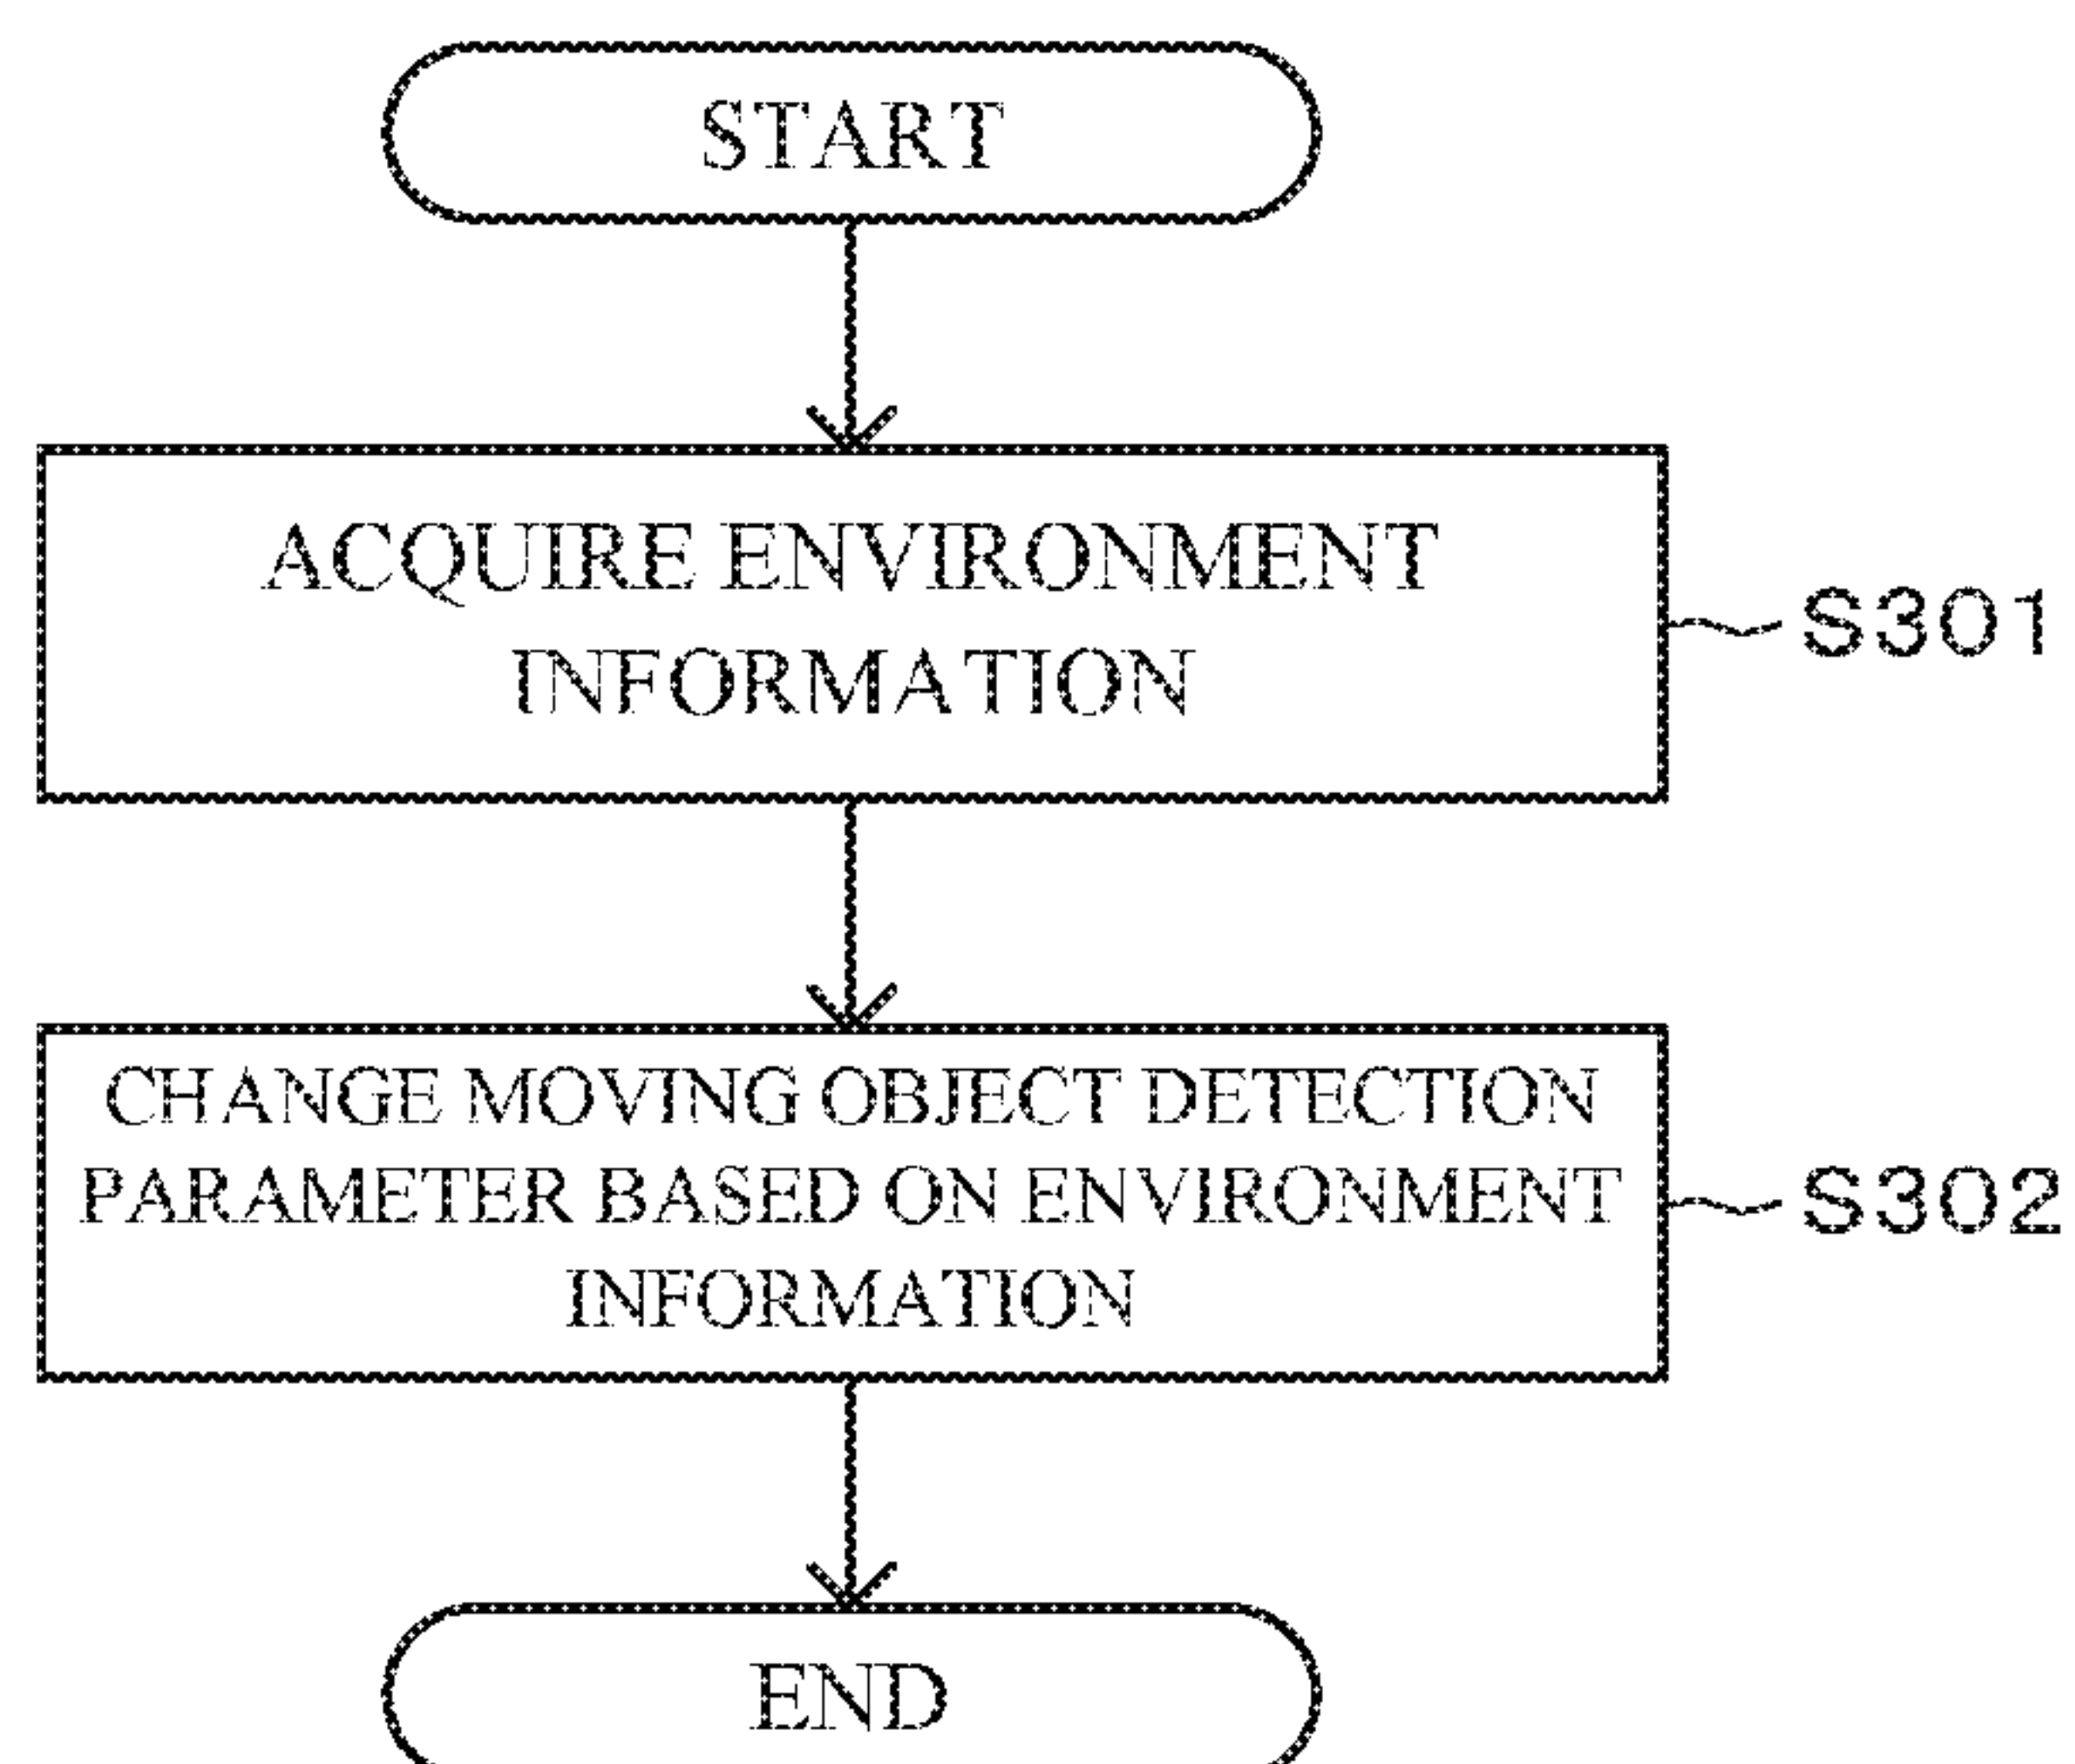 START
ACQUIRE ENVIRONMENT
INFORMATION
S301
CHANGE MOVING OBJECT DETECTION
PARAMETER BASED ON ENVIRONMENT
INFORMATION
S302
END